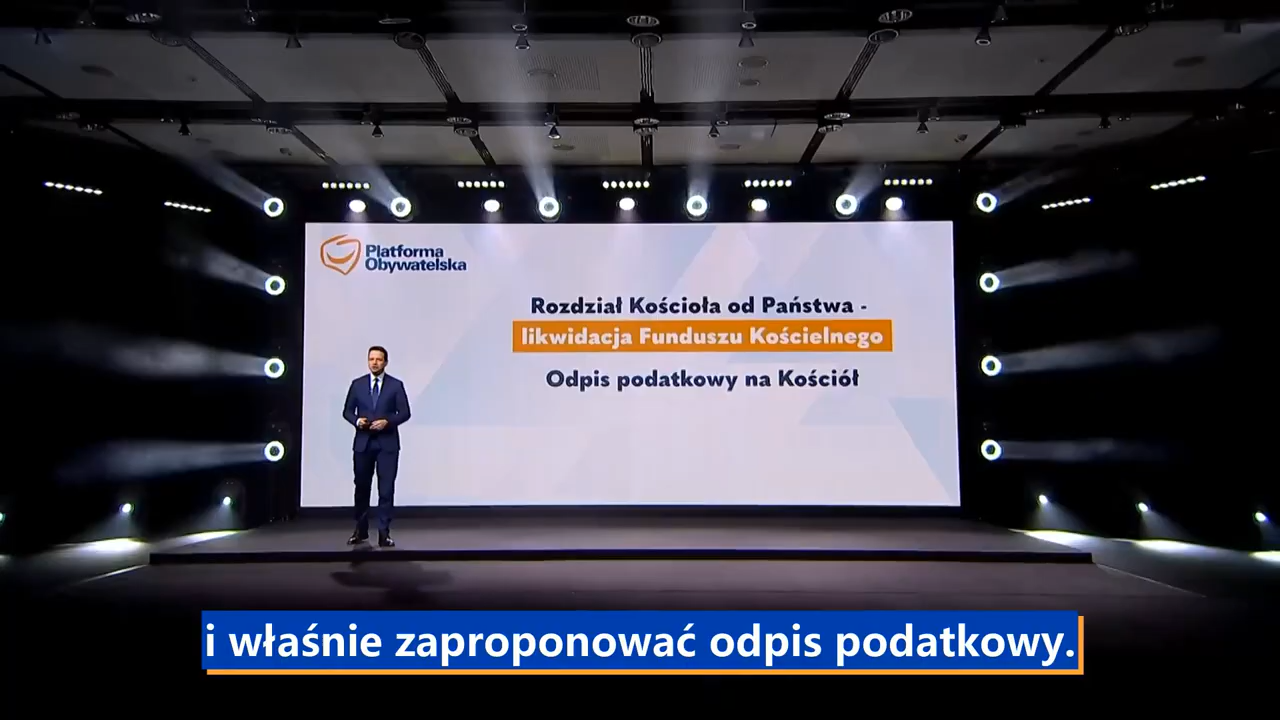 Platforma
Obywatelska
Rozdział Kościoła od Państwa -
likwidacja Funduszu Kościelnego
Odpis podatkowy na Kościół
i właśnie zaproponować odpis podatkowy.